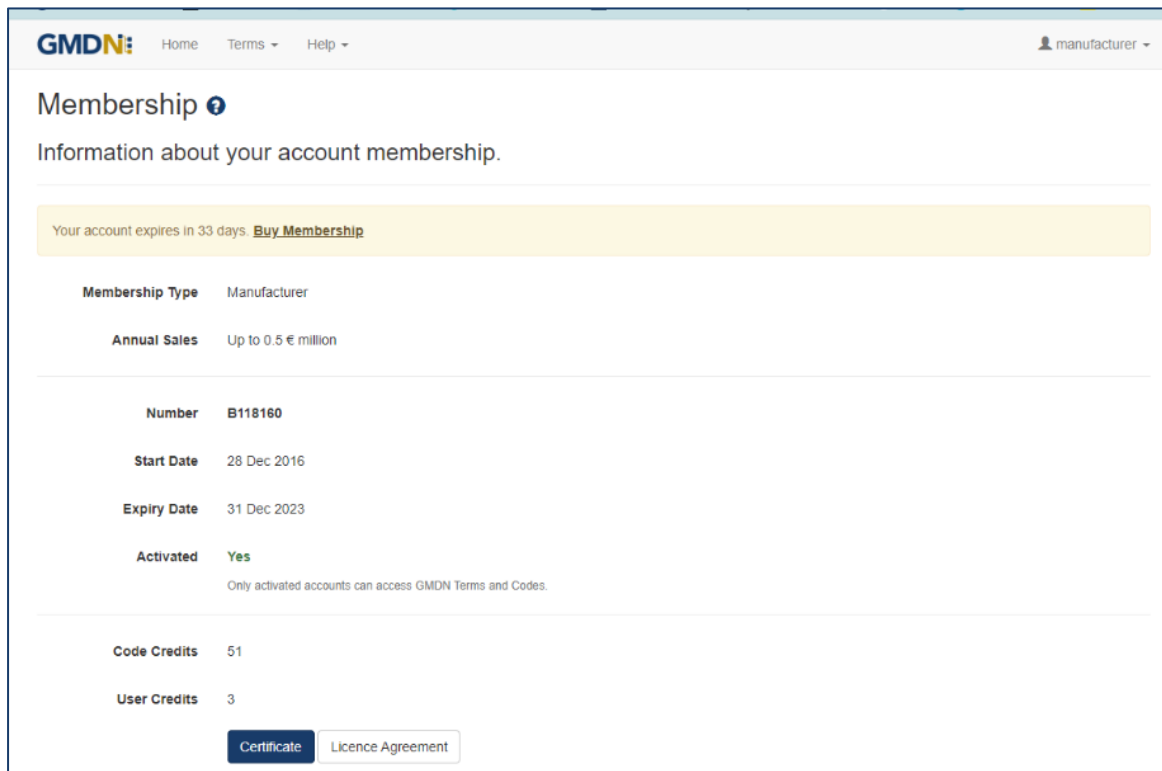 GMDN Home Terms Help manufacturer
Membership ?
Information about your account membership.
Your account expires in 33 days. Buy Membership
Membership Type Manufacturer
Annual Sales Up to 0.5 € million
Number B118160
Start Date 28 Dec 2016
Expiry Date 31 Dec 2023
Activated Yes
Only activated accounts can access GMDN Terms and Codes.
Code Credits 51
User Credits 3
Certificate Licence Agreement